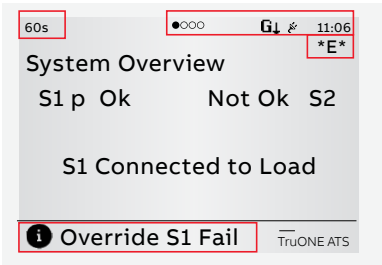 60s ●○○○ G↓ 11:06
*E*
System Overview
S1 p Ok Not Ok S2
S1 Connected to Load
i Override S1 Fail TruONE ATS